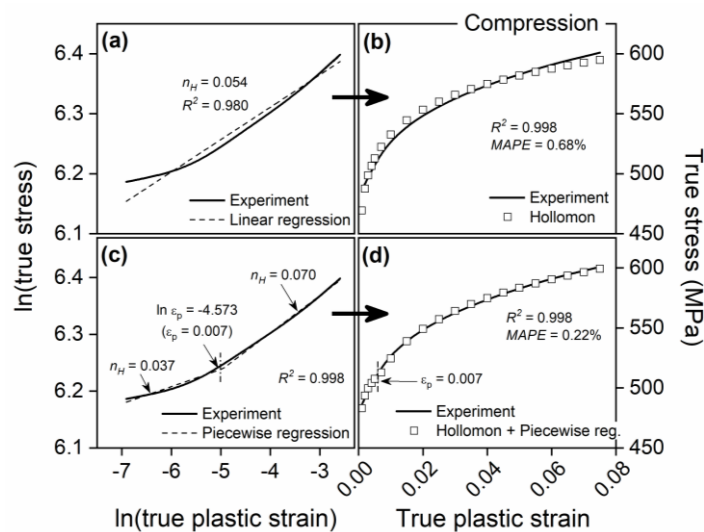 Compression
(a)
n_H = 0.054
R² = 0.980
Experiment
Linear regression
6.4
6.3
6.2
6.1
(b)
R² = 0.998
MAPE = 0.68%
Experiment
Hollomon
600
550
500
450
(c)
n_H = 0.070
ln ε_p = -4.573
(ε_p = 0.007)
n_H = 0.037
R² = 0.998
Experiment
Piecewise regression
6.4
6.3
6.2
6.1
(d)
R² = 0.998
MAPE = 0.22%
ε_p = 0.007
Experiment
Hollomon + Piecewise reg.
600
550
500
450
ln(true stress)
True stress (MPa)
-7 -6 -5 -4 -3
0.00 0.02 0.04 0.06 0.08
ln(true plastic strain)
True plastic strain